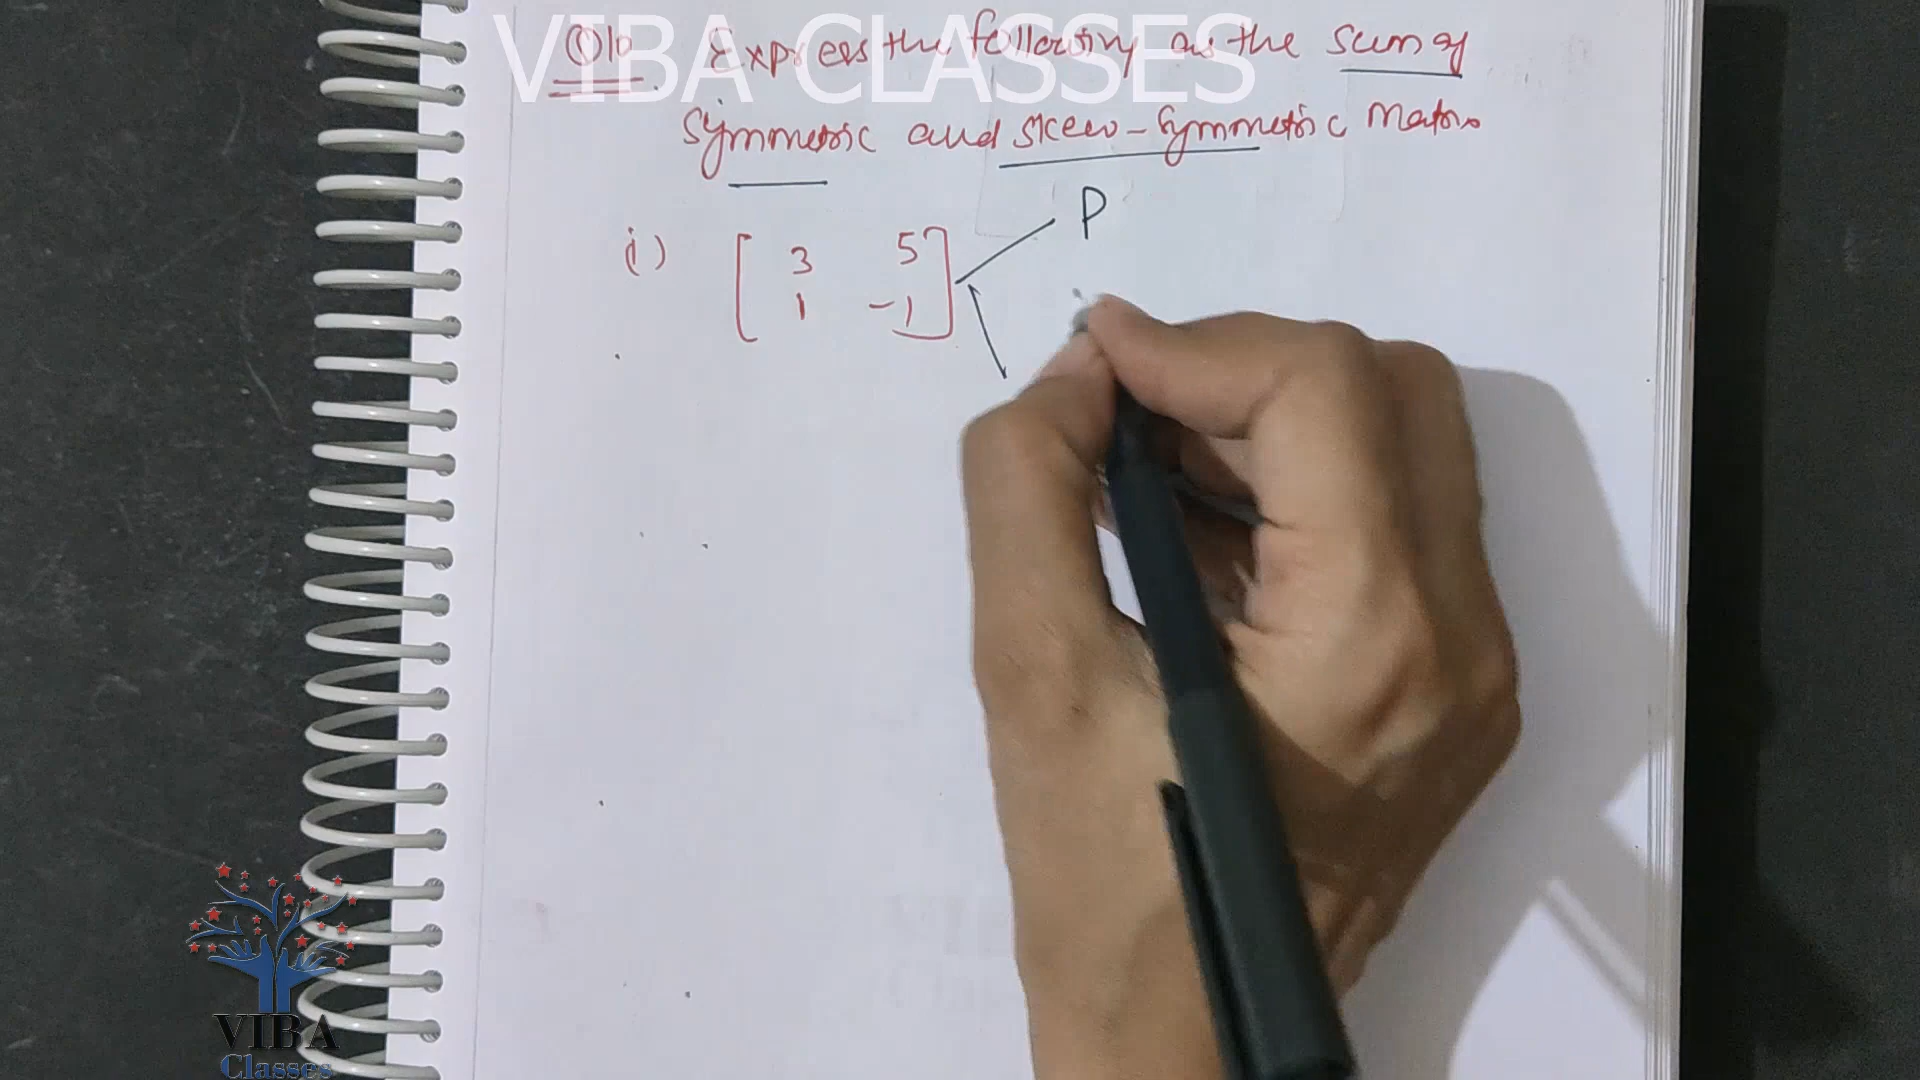 VIBA CLASSES
Q10 Express the following as the sum of
Symmetric and skew-symmetric Matrix
(i) [ 3 5
1 -1 ]
P
VIBA
Classes